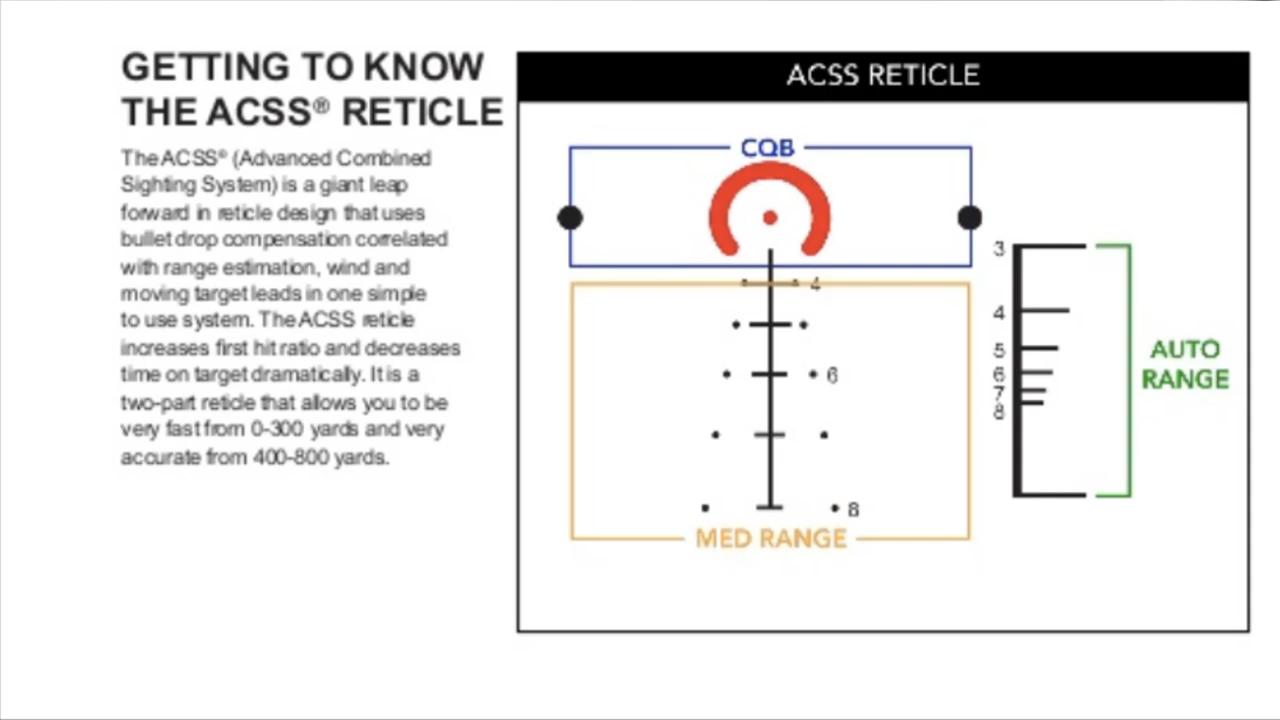 GETTING TO KNOW
THE ACSS® RETICLE
The ACSS® (Advanced Combined
Sighting System) is a giant leap
forward in reticle design that uses
bullet drop compensation correlated
with range estimation, wind and
moving target leads in one simple
to use system. The ACSS reticle
increases first hit ratio and decreases
time on target dramatically. It is a
two-part reticle that allows you to be
very fast from 0-300 yards and very
accurate from 400-800 yards.
ACSS RETICLE
CQB
4
6
8
MED RANGE
3
4
5
6
7
8
AUTO
RANGE